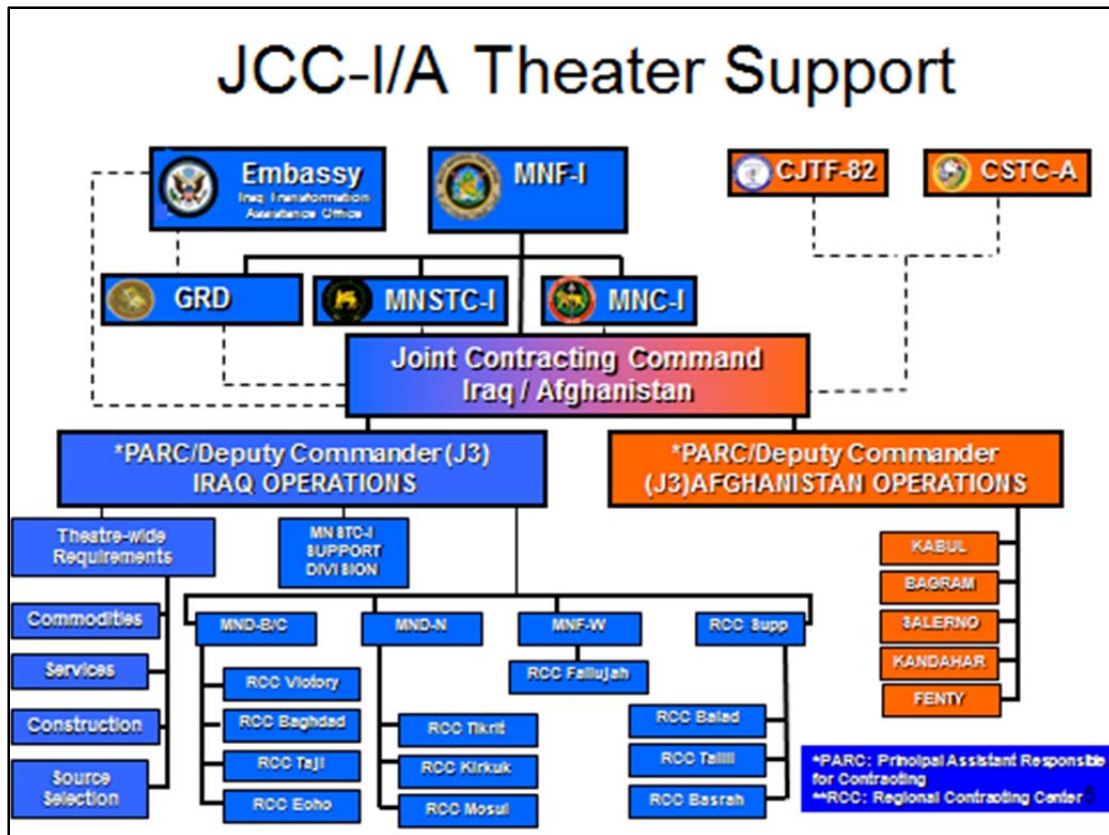 JCC-I/A Theater Support
Embassy
Iraq Transformation
Assistance Office
MNF-I
CJTF-82
CSTC-A
GRD
MNSTC-I
MNC-I
Joint Contracting Command
Iraq / Afghanistan
*PARC/Deputy Commander (J3)
IRAQ OPERATIONS
*PARC/Deputy Commander
(J3)AFGHANISTAN OPERATIONS
Theatre-wide
Requirements
Commodities
Services
Construction
Source
Selection
MNSTC-I
SUPPORT
DIVISION
MND-B/C
RCC Victory
RCC Baghdad
RCC Taji
RCC Echo
MND-N
RCC Tikrit
RCC Kirkuk
RCC Mosul
MNF-W
RCC Fallujah
RCC Supp
RCC Balad
RCC Tallil
RCC Basrah
KABUL
BAGRAM
SALERNO
KANDAHAR
FENTY
*PARC: Principal Assistant Responsible
for Contracting
**RCC: Regional Contracting Center